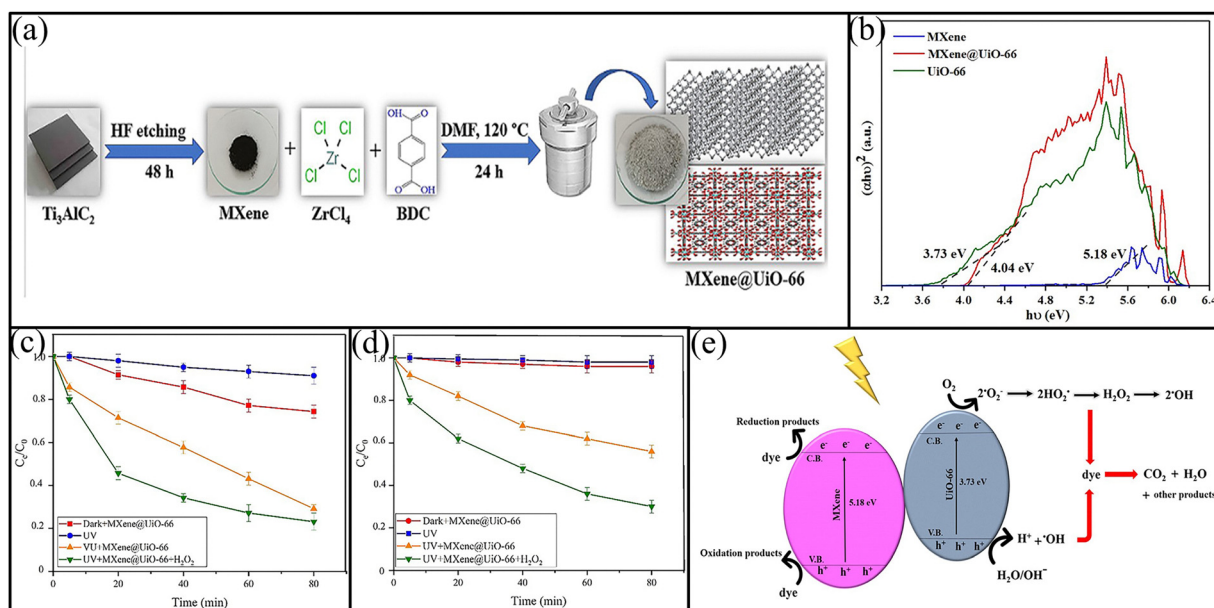 (a)
HF etching
48 h
Ti₃AlC₂
MXene
+
Cl
Cl
Zr
Cl
Cl
ZrCl₄
+
OH
O
O
OH
BDC
DMF, 120 °C
24 h
MXene@UiO-66
(b)
MXene
MXene@UiO-66
UiO-66
(αhυ)² (a.u.)
3.73 eV
4.04 eV
5.18 eV
3.2 3.6 4.0 4.4 4.8 5.2 5.6 6.0 6.4
hυ (eV)
(c)
1.0
0.8
0.6
0.4
0.2
0
Cₑ/C₀
Dark+MXene@UiO-66
UV
VU+MXene@UiO-66
UV+MXene@UiO-66+H₂O₂
0 20 40 60 80
Time (min)
(d)
1.0
0.8
0.6
0.4
0.2
0
Cₑ/C₀
Dark+MXene@UiO-66
UV
UV+MXene@UiO-66
UV+MXene@UiO-66+H₂O₂
0 20 40 60 80
Time (min)
(e)
O₂
2•O₂⁻ 2HO₂• H₂O₂ 2•OH
Reduction products
dye
e⁻ e⁻ e⁻
C.B.
MXene
5.18 eV
V.B.
h⁺ h⁺ h⁺
Oxidation products
dye
e⁻ e⁻ e⁻
C.B.
UiO-66
3.73 eV
V.B.
h⁺ h⁺ h⁺
dye
CO₂ + H₂O
+ other products
H⁺ + •OH
H₂O/OH⁻